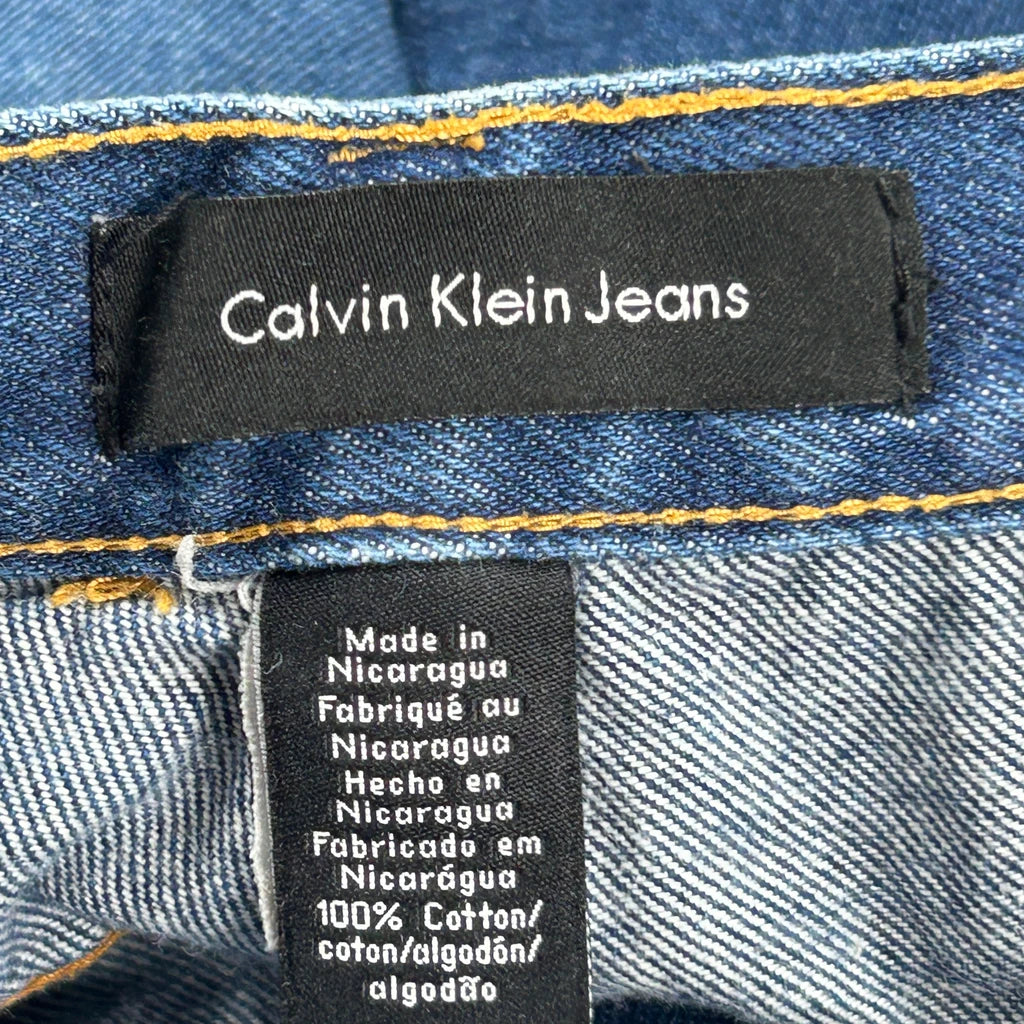 Calvin Klein Jeans
Made in
Nicaragua
Fabriqué au
Nicaragua
Hecho en
Nicaragua
Fabricado em
Nicarágua
100% Cotton/
coton/algodón/
algodão